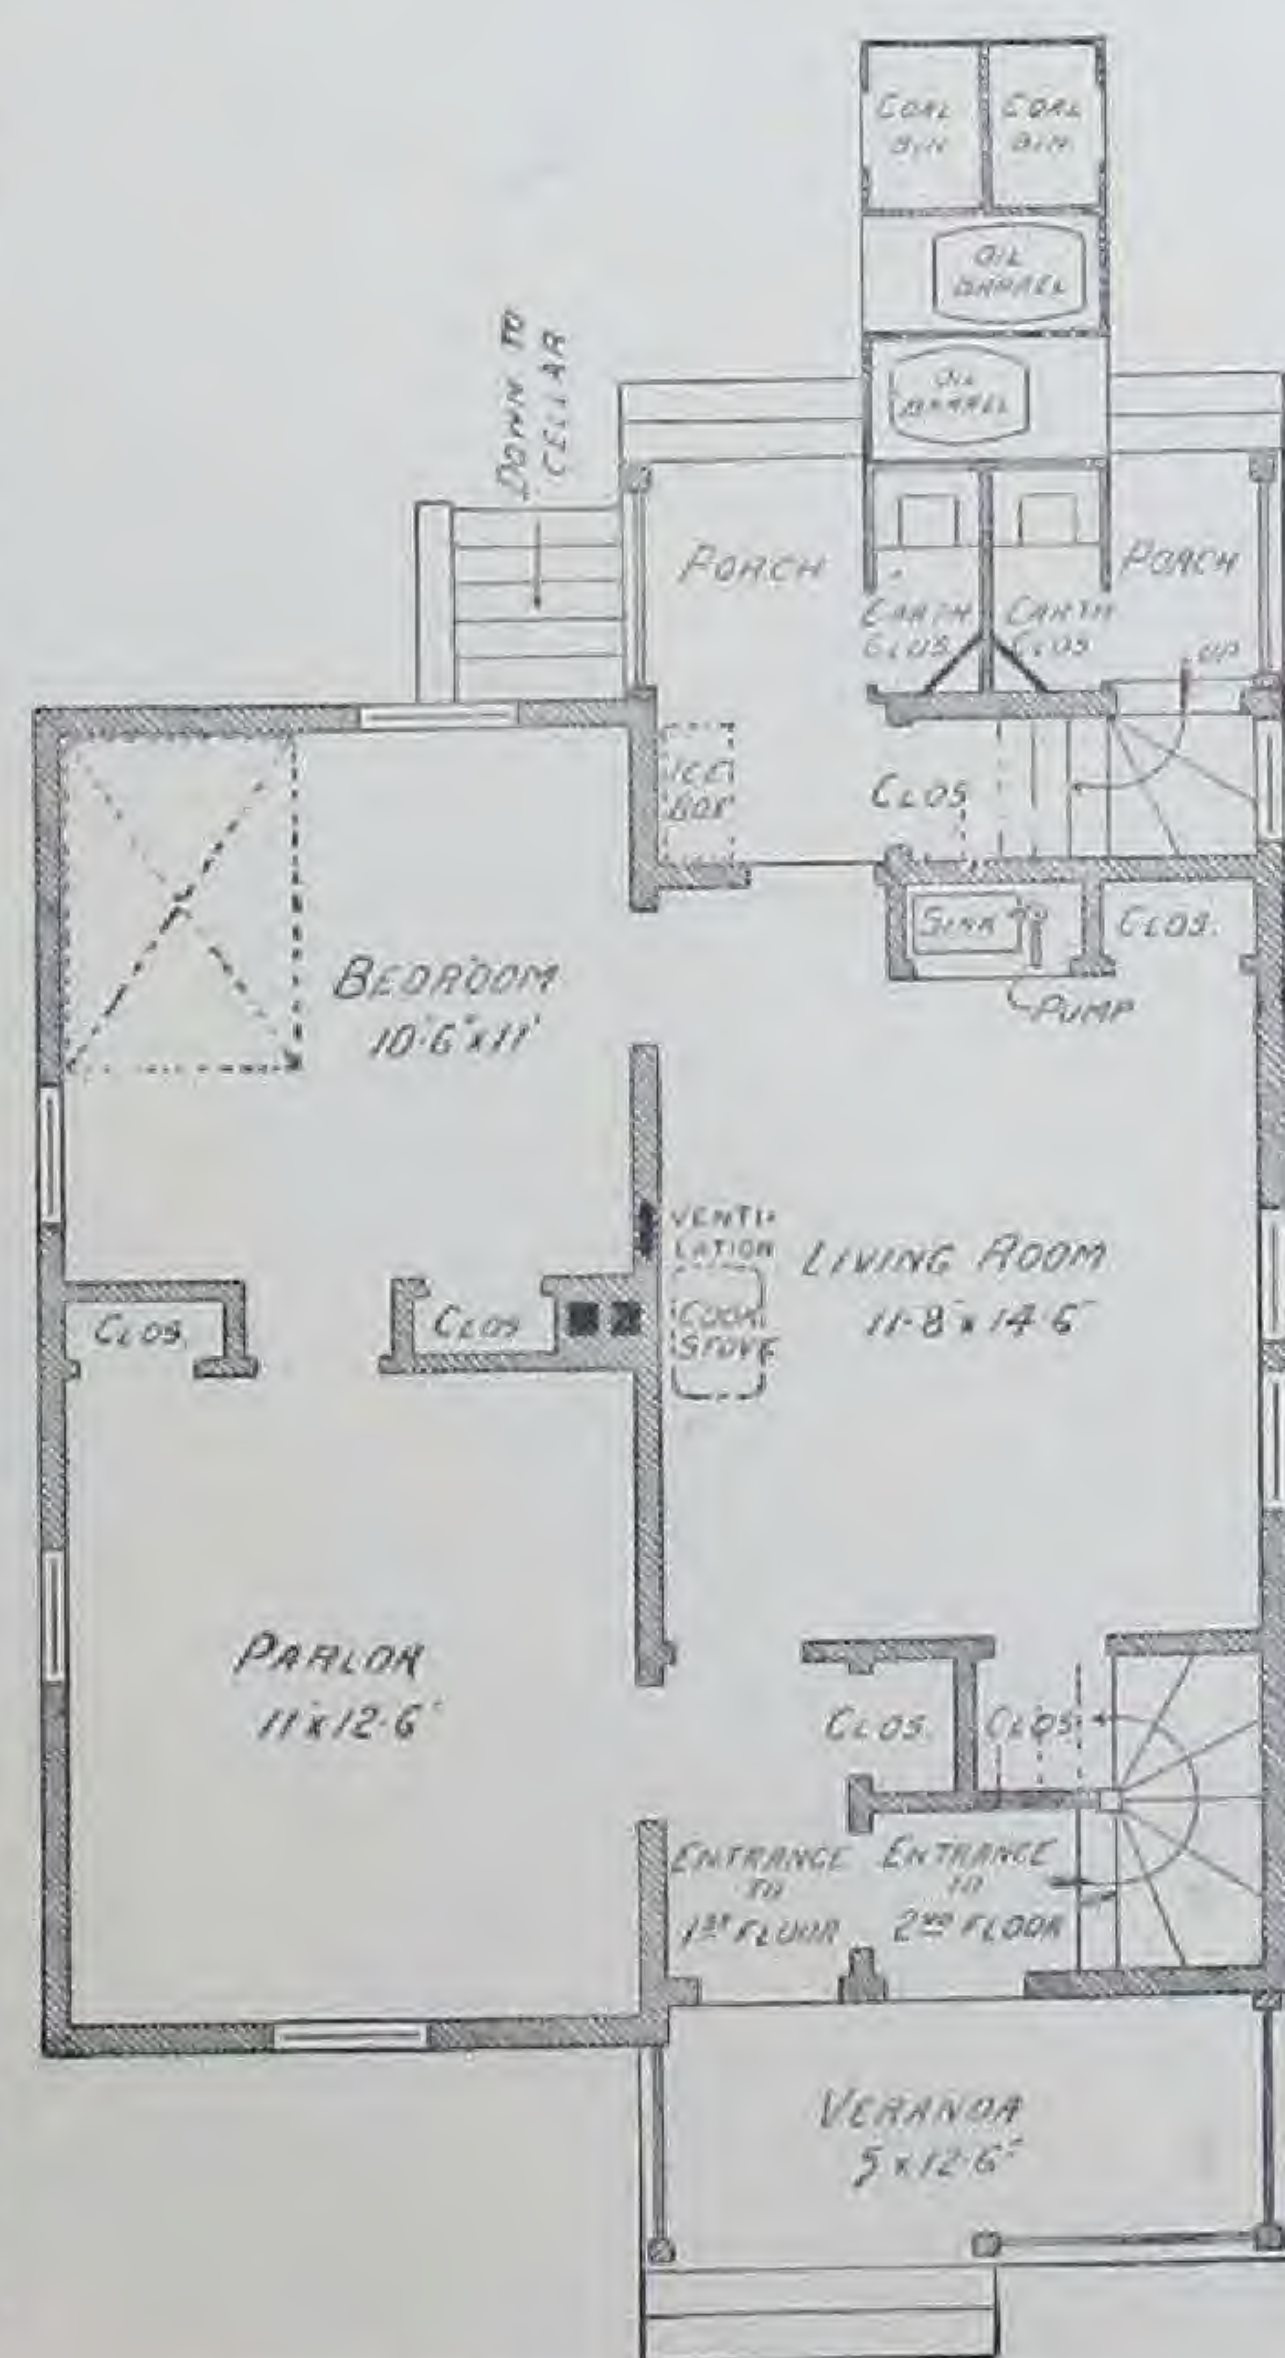 COAL
BIN
COAL
BIN
OIL
BARREL
OIL
BARREL
DOWN TO
CELLAR
PORCH
PORCH
EARTH
CLOS.
EARTH
CLOS
UP
ICE
BOX
CLOS
SINK
CLOS.
PUMP
BEDROOM
10'-6" x 11'
VENTI-
LATION
LIVING ROOM
11-8" x 14-6"
COOK
STOVE
CLOS.
CLOS
PARLOR
11' x 12-6"
CLOS.
CLOS.
ENTRANCE
TO
1ST FLOOR
ENTRANCE
TO
2ND FLOOR
VERANDA
5 x 12-6"